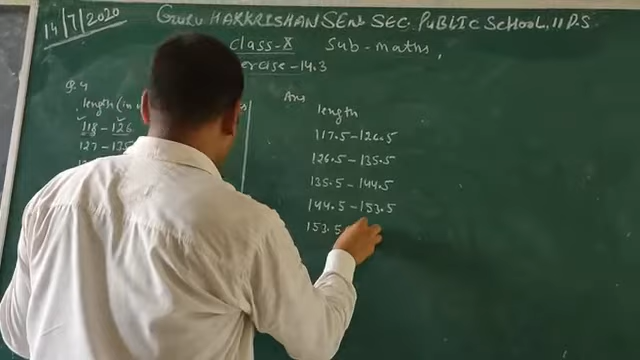 14/7/2020
Guru HARKRISHAN SEN SEC. PUBLIC SCHOOL, 11 P.S
Class-X Sub-maths,
ercise-14.3
Q.4
length (in
118-126
127-135
Ans
length
117.5-126.5
126.5-135.5
135.5-144.5
144.5-153.5
153.5